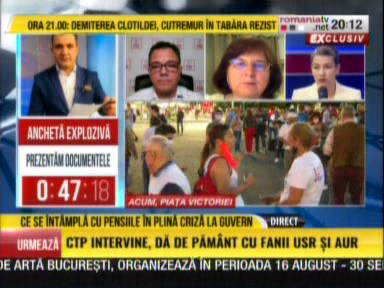 ORA 21.00: DEMITEREA CLOTILDEI, CUTREMUR ÎN TABĂRA REZIST
romaniatv
.net
20:12
EXCLUSIV
ANCHETĂ EXPLOZIVĂ
PREZENTĂM DOCUMENTELE
0:47:18
ACUM, PIAȚA VICTORIEI
CE SE ÎNTÂMPLĂ CU PENSIILE ÎN PLINĂ CRIZĂ LA GUVERN
DIRECT
URMEAZĂ
CTP INTERVINE, DĂ DE PĂMÂNT CU FANII USR ȘI AUR
DE ARTĂ BUCUREȘTI, ORGANIZEAZĂ ÎN PERIOADA 16 AUGUST - 30 SE